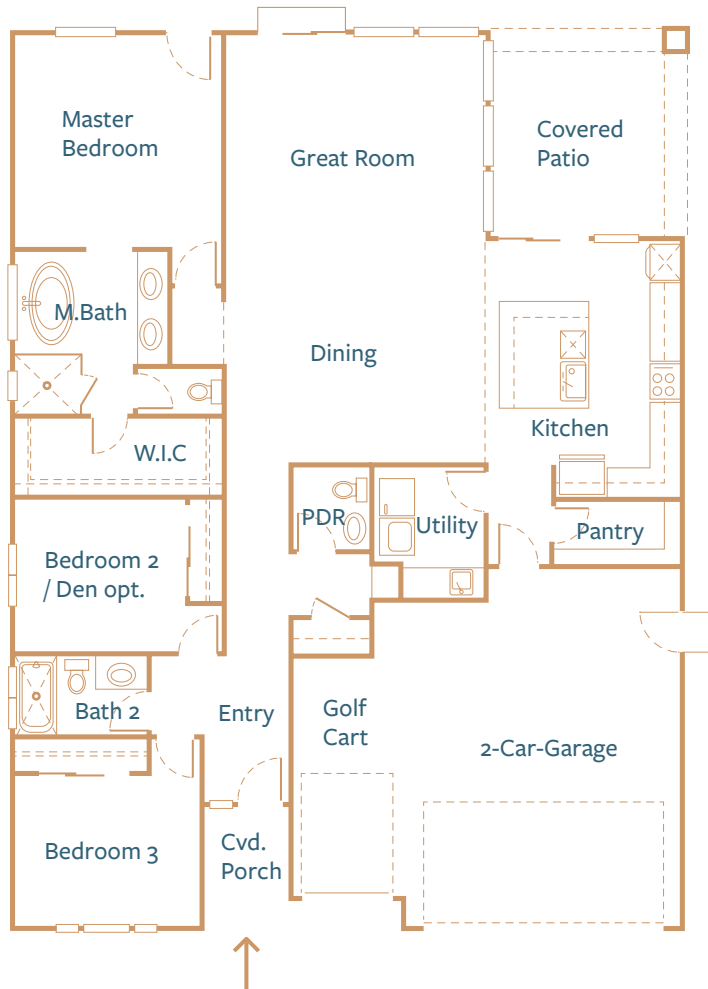 Master
Bedroom
Great Room
Covered
Patio
M.Bath
Dining
Kitchen
W.I.C
PDR
Utility
Pantry
Bedroom 2
/ Den opt.
Bath 2
Entry
Golf
Cart
2-Car-Garage
Bedroom 3
Cvd.
Porch